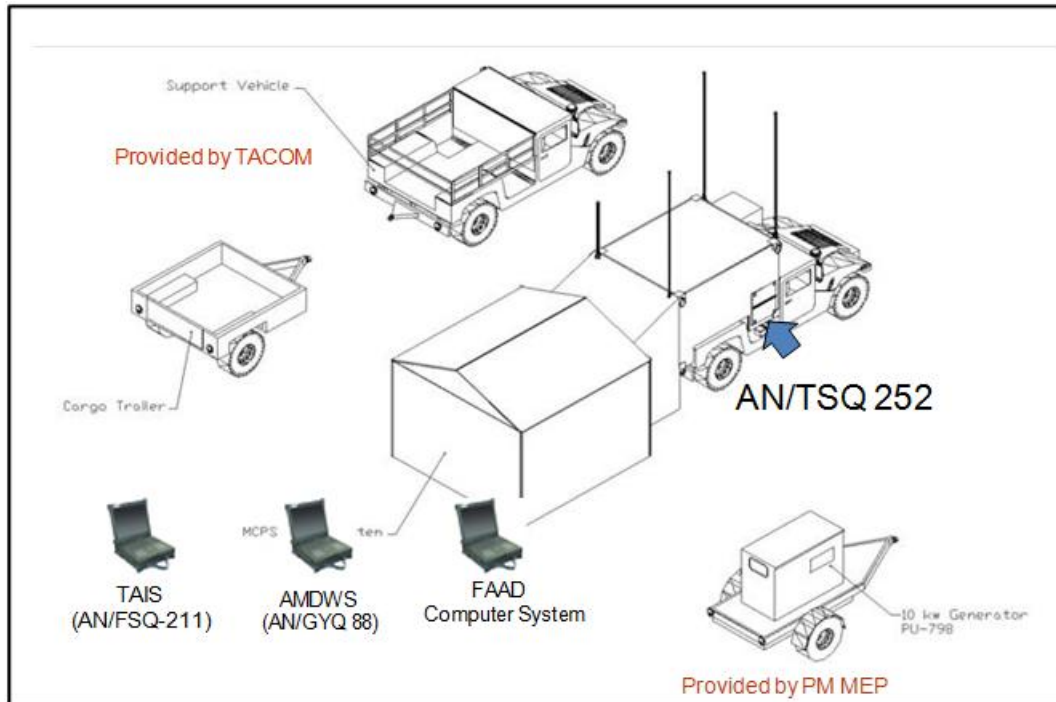 Support Vehicle
Provided by TACOM
Cargo Trailer
AN/TSQ 252
MCPS ten
TAIS
(AN/FSQ-211)
AMDWS
(AN/GYQ 88)
FAAD
Computer System
10 kw Generator
PU-798
Provided by PM MEP